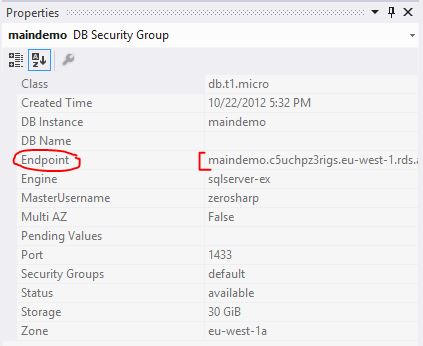 Properties
maindemo DB Security Group
Class db.t1.micro
Created Time 10/22/2012 5:32 PM
DB Instance maindemo
DB Name
Endpoint maindemo.c5uchpz3rigs.eu-west-1.rds.a
Engine sqlserver-ex
MasterUsername zerosharp
Multi AZ False
Pending Values
Port 1433
Security Groups default
Status available
Storage 30 GiB
Zone eu-west-1a